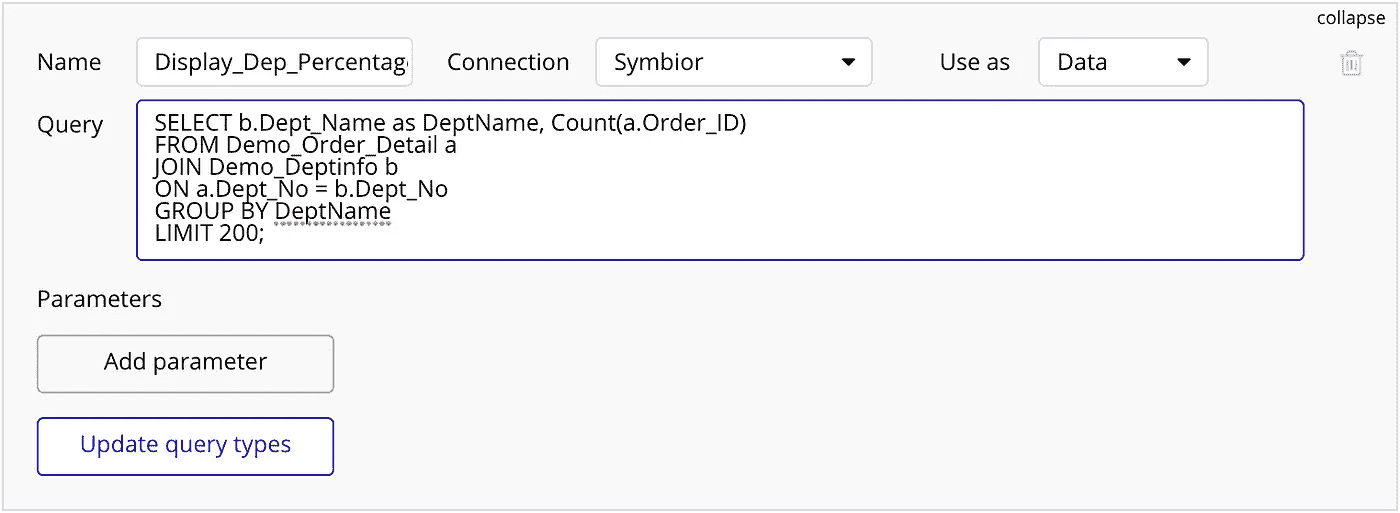 collapse
Name Display_Dep_Percentag Connection Symbior Use as Data
Query
SELECT b.Dept_Name as DeptName, Count(a.Order_ID)
FROM Demo_Order_Detail a
JOIN Demo_Deptinfo b
ON a.Dept_No = b.Dept_No
GROUP BY DeptName
LIMIT 200;
Parameters
Add parameter
Update query types